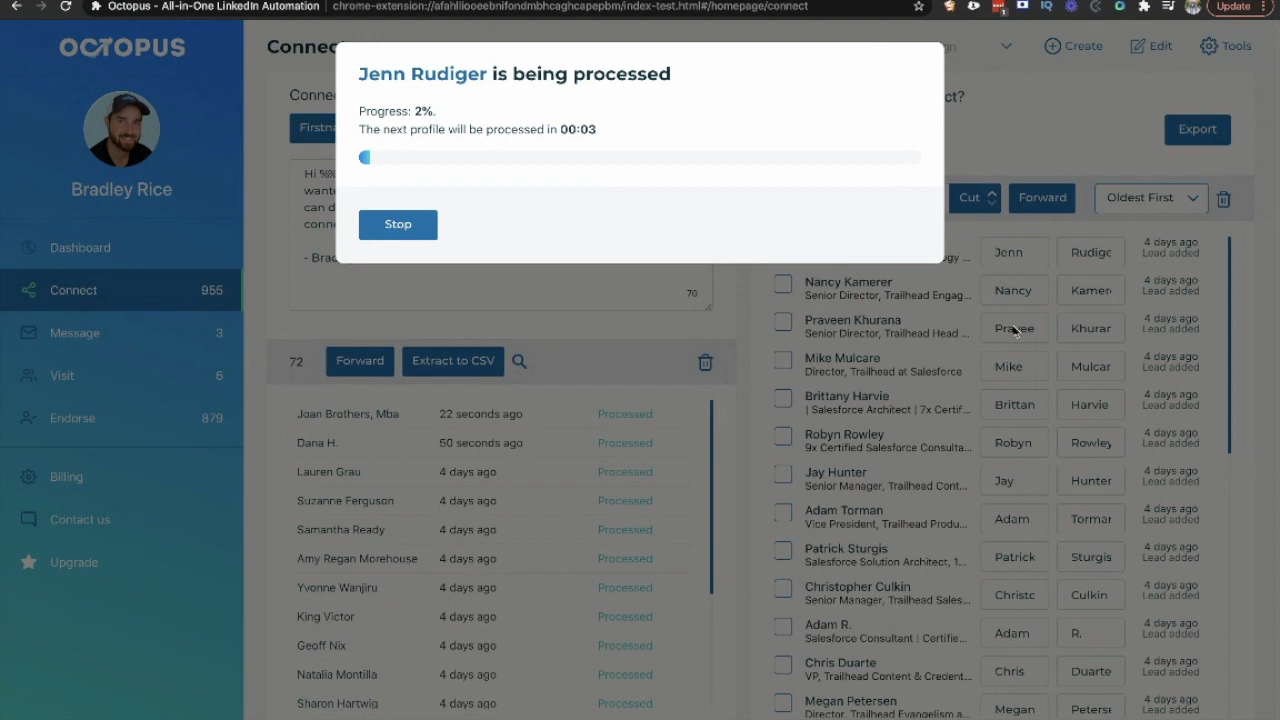 Octopus - All-in-One LinkedIn Automation
chrome-extension://afahlliooeebnifondmbhcaghcapepbm/index-test.html#/homepage/connect
Update
OCTOPUS
Bradley Rice
Dashboard
Connect 955
Message 3
Visit 6
Endorse 879
Billing
Contact us
Upgrade
Create
Edit
Tools
ct?
Export
Jenn Rudiger is being processed
Progress: 2%.
The next profile will be processed in 00:03
Stop
Hi
can d
- Brad
70
72
Forward
Extract to CSV
Joan Brothers, Mba 22 seconds ago Processed
Dana H. 50 seconds ago Processed
Lauren Grau 4 days ago Processed
Suzanne Ferguson 4 days ago Processed
Samantha Ready 4 days ago Processed
Amy Regan Morehouse 4 days ago Processed
Yvonne Wanjiru 4 days ago Processed
King Victor 4 days ago Processed
Geoff Nix 4 days ago Processed
Natalia Montilla 4 days ago Processed
Sharon Hartwig 4 days ago Processed
Cut
Forward
Oldest First
ogy ... Jenn 4 days ago
Lead added
Nancy Kamerer Nancy Kamer 4 days ago
Senior Director, Trailhead Engag... Lead added
Praveen Khurana Khurar 4 days ago
Senior Director, Trailhead Head ... Lead added
Mike Mulcare Mike Mulcar 4 days ago
Director, Trailhead at Salesforce Lead added
Brittany Harvie Brittan Harvie 4 days ago
| Salesforce Architect | 7x Certif... Lead added
Robyn Rowley Robyn Rowley 4 days ago
9x Certified Salesforce Consulta... Lead added
Jay Hunter Jay Hunter 4 days ago
Senior Manager, Trailhead Cont... Lead added
Adam Torman Adam Tormar 4 days ago
Vice President, Trailhead Produ... Lead added
Patrick Sturgis Patrick Sturgis 4 days ago
Salesforce Solution Architect, 1... Lead added
Christopher Culkin Christc Culkin 4 days ago
Senior Manager, Trailhead Sales... Lead added
Adam R. Adam R. 4 days ago
Salesforce Consultant | Certifie... Lead added
Chris Duarte Chris Duarte 4 days ago
VP, Trailhead Content & Credent... Lead added
Megan Petersen Megan Peterse 4 days ago
Director, Trailhead Evangelism a... Lead added